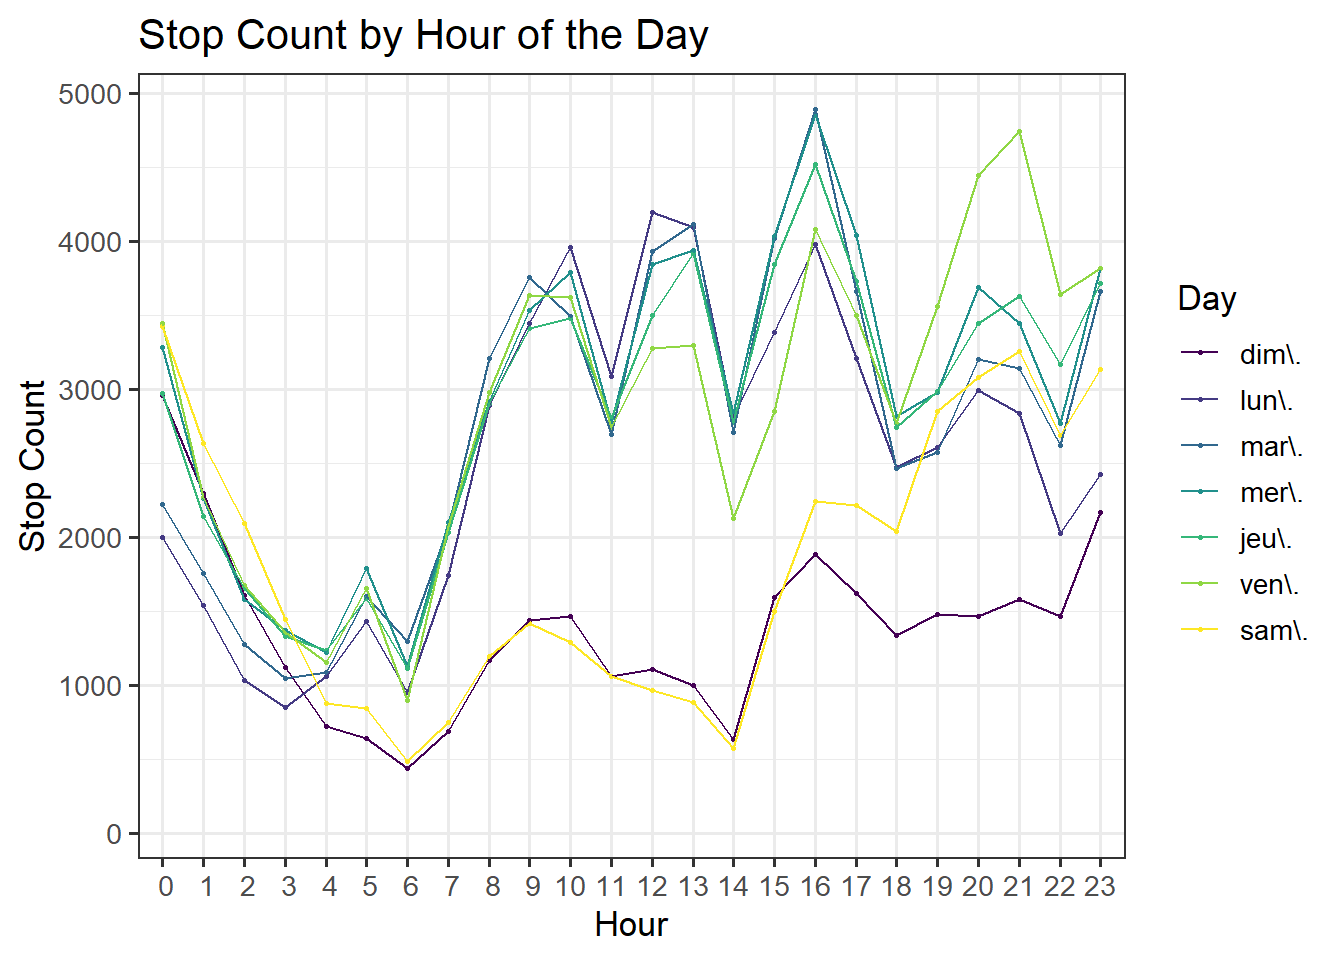 Stop Count by Hour of the Day
5000
4000
3000
2000
1000
0
Stop Count
0 1 2 3 4 5 6 7 8 9 10 11 12 13 14 15 16 17 18 19 20 21 22 23
Hour
Day
dim\.
lun\.
mar\.
mer\.
jeu\.
ven\.
sam\.